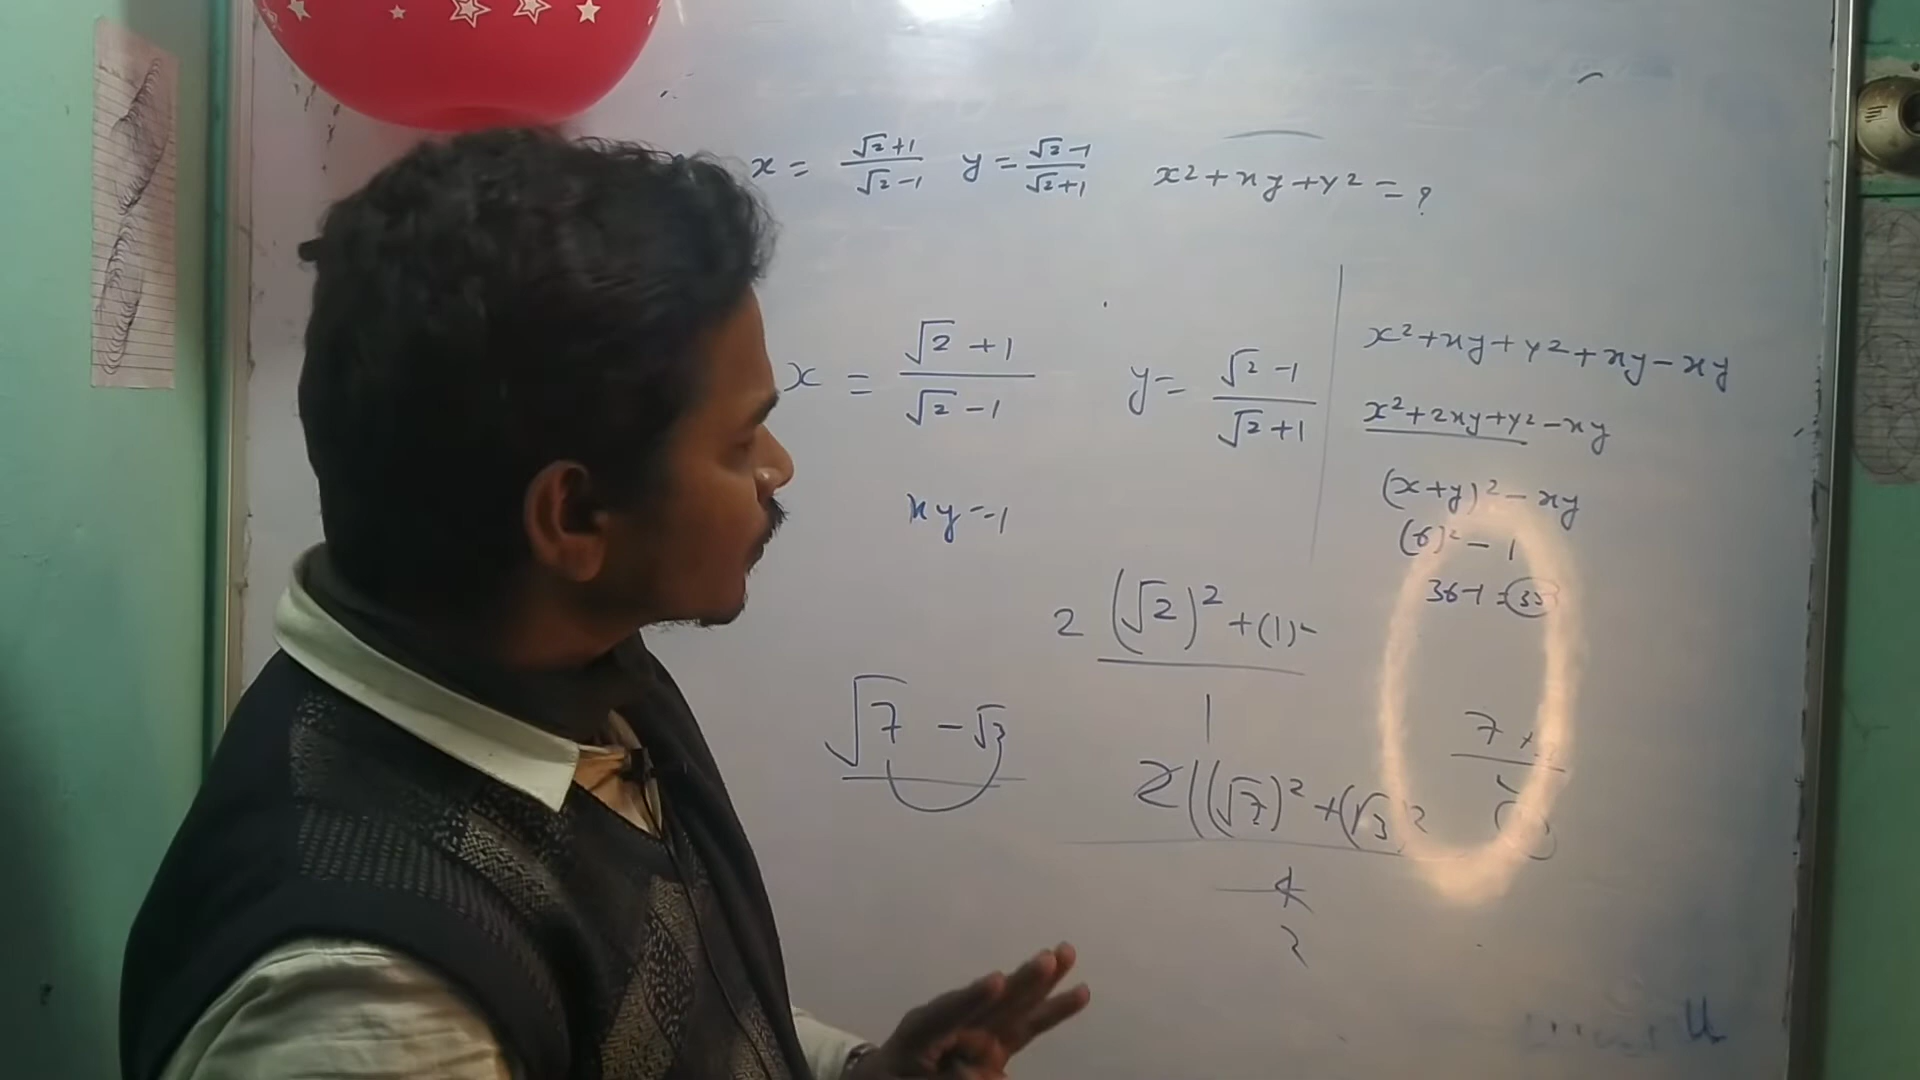 x = (√2+1)/(√2-1) y = (√2-1)/(√2+1) x²+xy+y² = ?
x = (√2+1)/(√2-1) y = (√2-1)/(√2+1)
xy=1
x²+xy+y²+xy-xy
x²+2xy+y²-xy
(x+y)²-xy
(6)²-1
36-1=35
2 (√2)²+(1)²
1
√7 - √3
2((√7)²+(√3)²
4
2
7+3